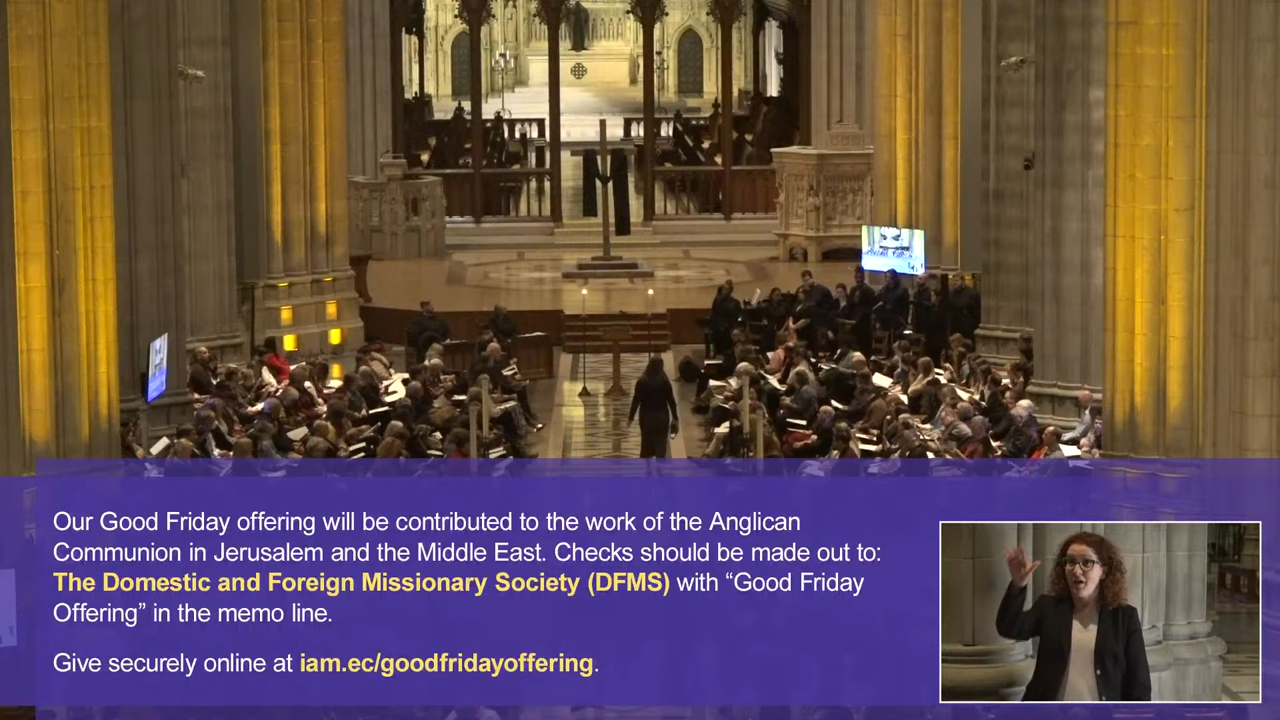 Our Good Friday offering will be contributed to the work of the Anglican
Communion in Jerusalem and the Middle East. Checks should be made out to:
The Domestic and Foreign Missionary Society (DFMS) with “Good Friday
Offering” in the memo line.
Give securely online at iam.ec/goodfridayoffering.